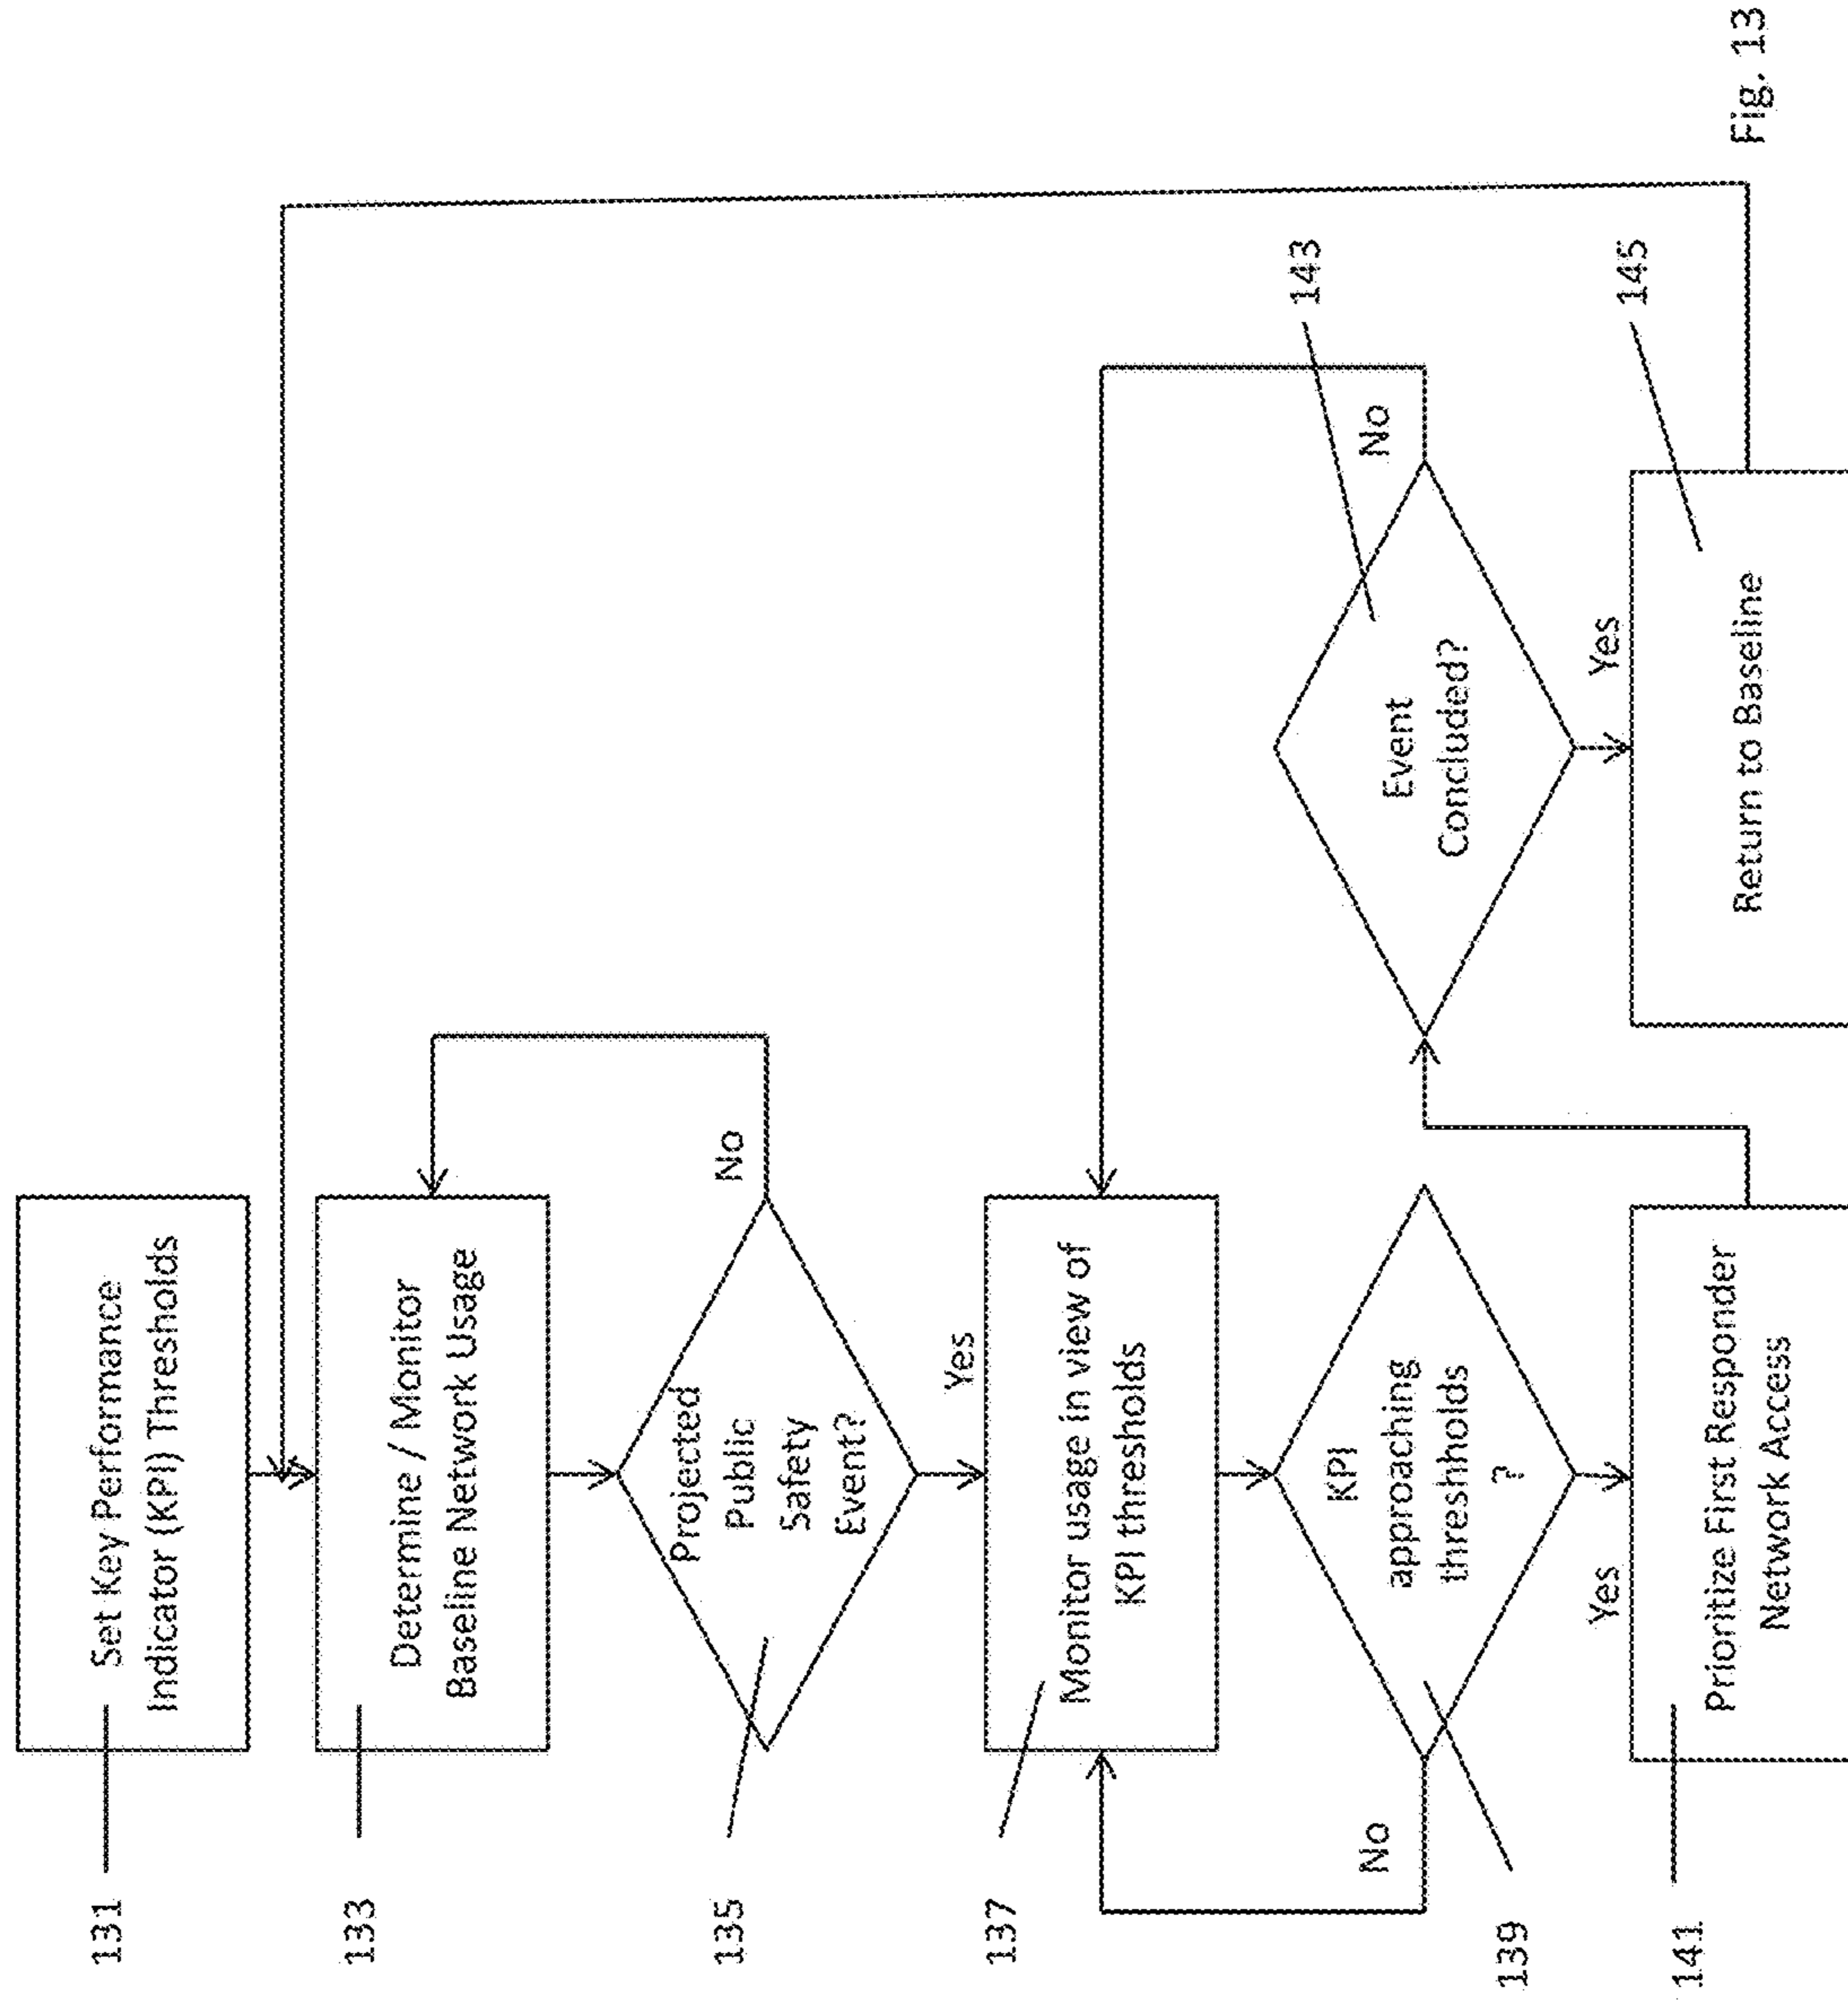 131
Set Key Performance
Indicator (KPI) Thresholds
133
Determine / Monitor
Baseline Network Usage
135
Projected
Public
Safety
Event?
No
Yes
137
Monitor usage in view of
KPI thresholds
139
KPI
approaching
threshholds
?
No
Yes
141
Prioritize First Responder
Network Access
143
Event
Concluded?
No
Yes
145
Return to Baseline
Fig. 13